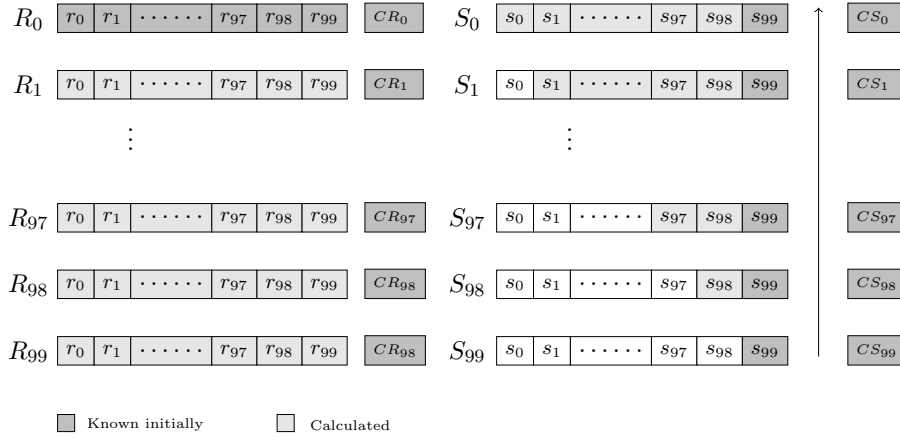 R0 r0 r1 ······ r97 r98 r99 CR0 S0 s0 s1 ······ s97 s98 s99 CS0
R1 r0 r1 ······ r97 r98 r99 CR1 S1 s0 s1 ······ s97 s98 s99 CS1
⋮ ⋮
R97 r0 r1 ······ r97 r98 r99 CR97 S97 s0 s1 ······ s97 s98 s99 CS97
R98 r0 r1 ······ r97 r98 r99 CR98 S98 s0 s1 ······ s97 s98 s99 CS98
R99 r0 r1 ······ r97 r98 r99 CR98 S99 s0 s1 ······ s97 s98 s99 CS99
Known initially Calculated